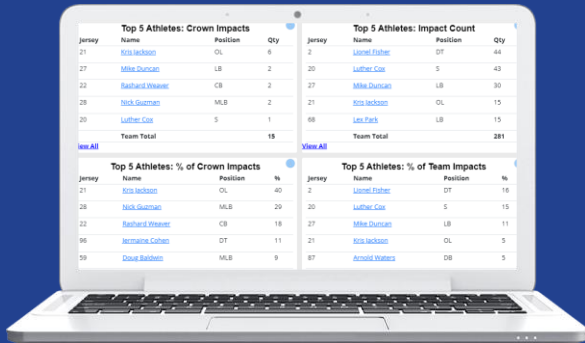 Top 5 Athletes: Crown Impacts
Jersey Name Position Qty
21 Kris Jackson OL 6
27 Mike Duncan LB 2
22 Rashard Weaver CB 2
28 Nick Guzman MLB 2
20 Luther Cox S 1
Team Total 15
iew All
Top 5 Athletes: Impact Count
Jersey Name Position Qty
2 Lionel Fisher DT 44
20 Luther Cox S 43
27 Mike Duncan LB 30
21 Kris Jackson OL 15
68 Lex Park LB 15
Team Total 281
View All
Top 5 Athletes: % of Crown Impacts
Jersey Name Position %
21 Kris Jackson OL 40
28 Nick Guzman MLB 29
22 Rashard Weaver CB 18
96 Jermaine Cohen DT 11
59 Doug Baldwin MLB 9
Top 5 Athletes: % of Team Impacts
Jersey Name Position %
2 Lionel Fisher DT 16
20 Luther Cox S 15
27 Mike Duncan LB 11
21 Kris Jackson OL 5
87 Arnold Waters DB 5